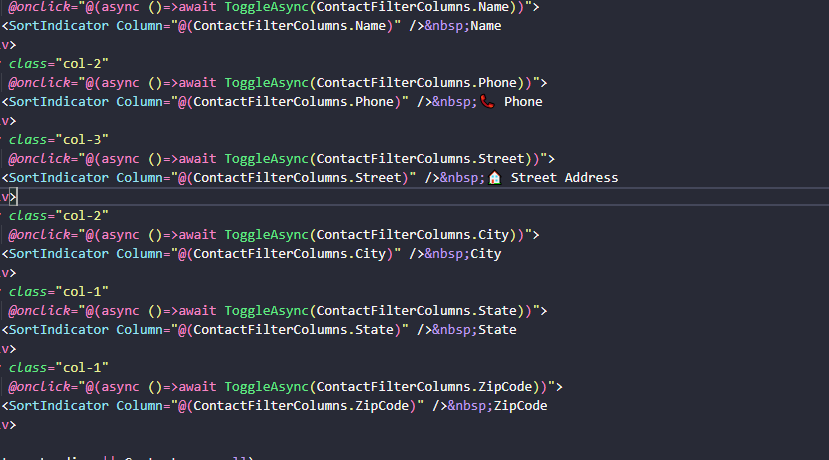 @onclick="@(async ()=>await ToggleAsync(ContactFilterColumns.Name))">
<SortIndicator Column="@(ContactFilterColumns.Name)" />&nbsp;Name
v>
class="col-2"
@onclick="@(async ()=>await ToggleAsync(ContactFilterColumns.Phone))">
<SortIndicator Column="@(ContactFilterColumns.Phone)" />&nbsp;📞 Phone
v>
class="col-3"
@onclick="@(async ()=>await ToggleAsync(ContactFilterColumns.Street))">
<SortIndicator Column="@(ContactFilterColumns.Street)" />&nbsp;🏠 Street Address
v>
class="col-2"
@onclick="@(async ()=>await ToggleAsync(ContactFilterColumns.City))">
<SortIndicator Column="@(ContactFilterColumns.City)" />&nbsp;City
v>
class="col-1"
@onclick="@(async ()=>await ToggleAsync(ContactFilterColumns.State))">
<SortIndicator Column="@(ContactFilterColumns.State)" />&nbsp;State
v>
class="col-1"
@onclick="@(async ()=>await ToggleAsync(ContactFilterColumns.ZipCode))">
<SortIndicator Column="@(ContactFilterColumns.ZipCode)" />&nbsp;ZipCode
v>